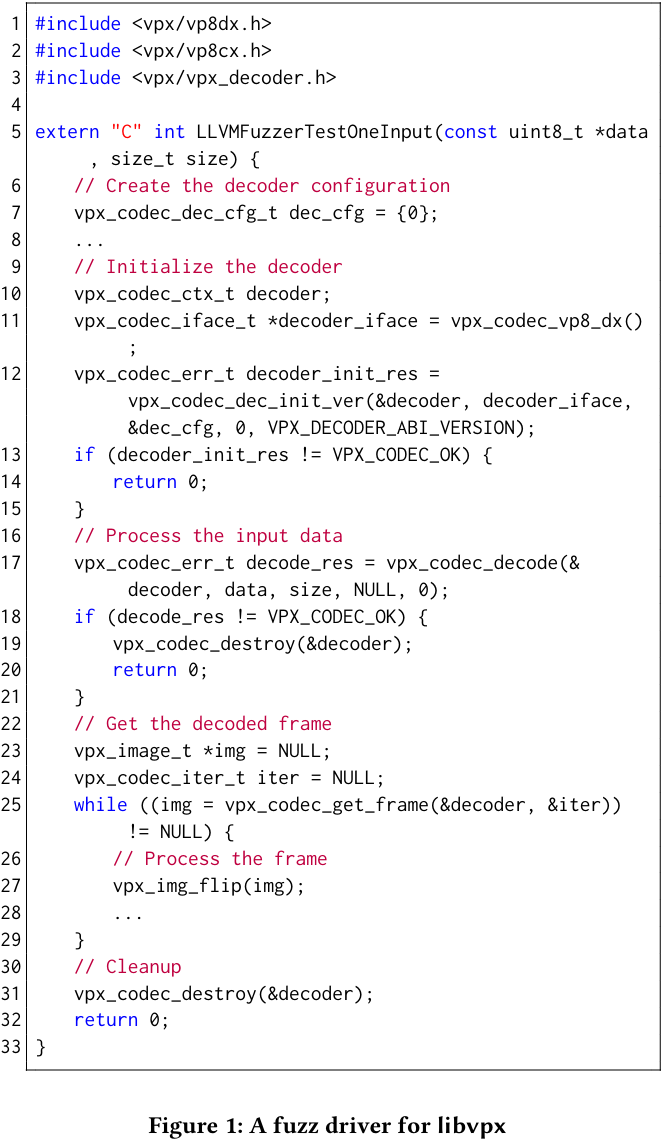 1 #include <vpx/vp8dx.h>
2 #include <vpx/vp8cx.h>
3 #include <vpx/vpx_decoder.h>
4
5 extern "C" int LLVMFuzzerTestOneInput(const uint8_t *data
, size_t size) {
6 // Create the decoder configuration
7 vpx_codec_dec_cfg_t dec_cfg = {0};
8 ...
9 // Initialize the decoder
10 vpx_codec_ctx_t decoder;
11 vpx_codec_iface_t *decoder_iface = vpx_codec_vp8_dx()
;
12 vpx_codec_err_t decoder_init_res =
vpx_codec_dec_init_ver(&decoder, decoder_iface,
&dec_cfg, 0, VPX_DECODER_ABI_VERSION);
13 if (decoder_init_res != VPX_CODEC_OK) {
14 return 0;
15 }
16 // Process the input data
17 vpx_codec_err_t decode_res = vpx_codec_decode(&
decoder, data, size, NULL, 0);
18 if (decode_res != VPX_CODEC_OK) {
19 vpx_codec_destroy(&decoder);
20 return 0;
21 }
22 // Get the decoded frame
23 vpx_image_t *img = NULL;
24 vpx_codec_iter_t iter = NULL;
25 while ((img = vpx_codec_get_frame(&decoder, &iter))
!= NULL) {
26 // Process the frame
27 vpx_img_flip(img);
28 ...
29 }
30 // Cleanup
31 vpx_codec_destroy(&decoder);
32 return 0;
33 }
Figure 1: A fuzz driver for libvpx